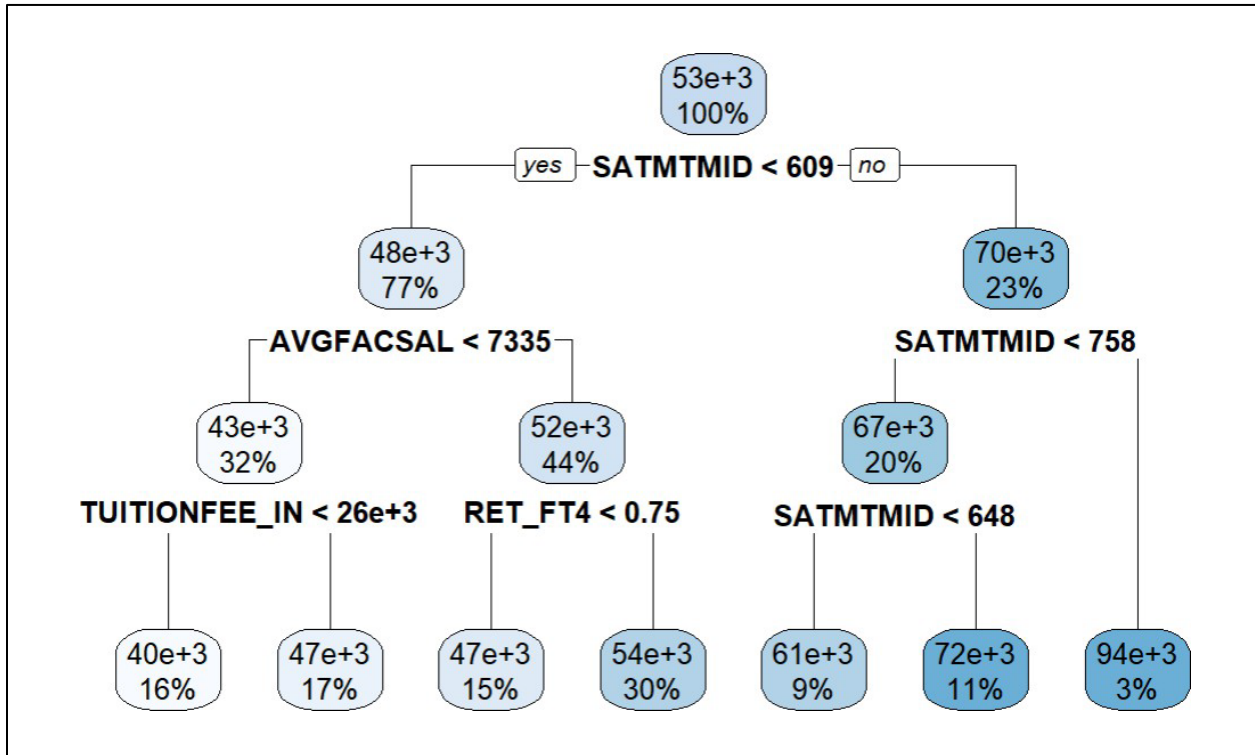 53e+3
100%
yes SATMTMID < 609 no
48e+3
77%
70e+3
23%
AVGFACSAL < 7335
SATMTMID < 758
43e+3
32%
52e+3
44%
67e+3
20%
TUITIONFEE_IN < 26e+3
RET_FT4 < 0.75
SATMTMID < 648
40e+3
16%
47e+3
17%
47e+3
15%
54e+3
30%
61e+3
9%
72e+3
11%
94e+3
3%